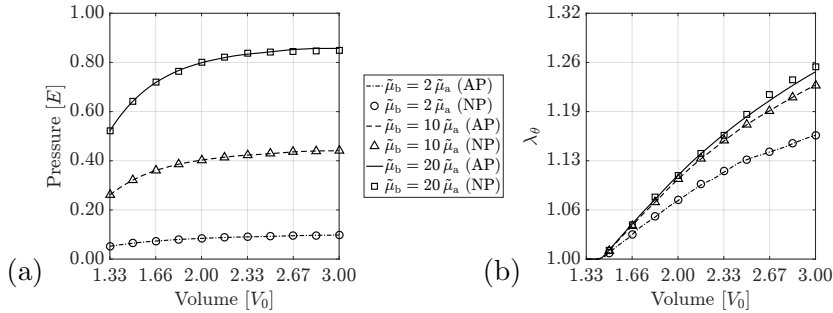 1.00
0.80
0.60
0.40
0.20
0.00
Pressure [E]
1.33 1.66 2.00 2.33 2.67 3.00
Volume [V₀]
(a)
μ̃b = 2 μ̃a (AP)
μ̃b = 2 μ̃a (NP)
μ̃b = 10 μ̃a (AP)
μ̃b = 10 μ̃a (NP)
μ̃b = 20 μ̃a (AP)
μ̃b = 20 μ̃a (NP)
1.32
1.26
1.19
1.13
1.06
1.00
λθ
1.33 1.66 2.00 2.33 2.67 3.00
Volume [V₀]
(b)